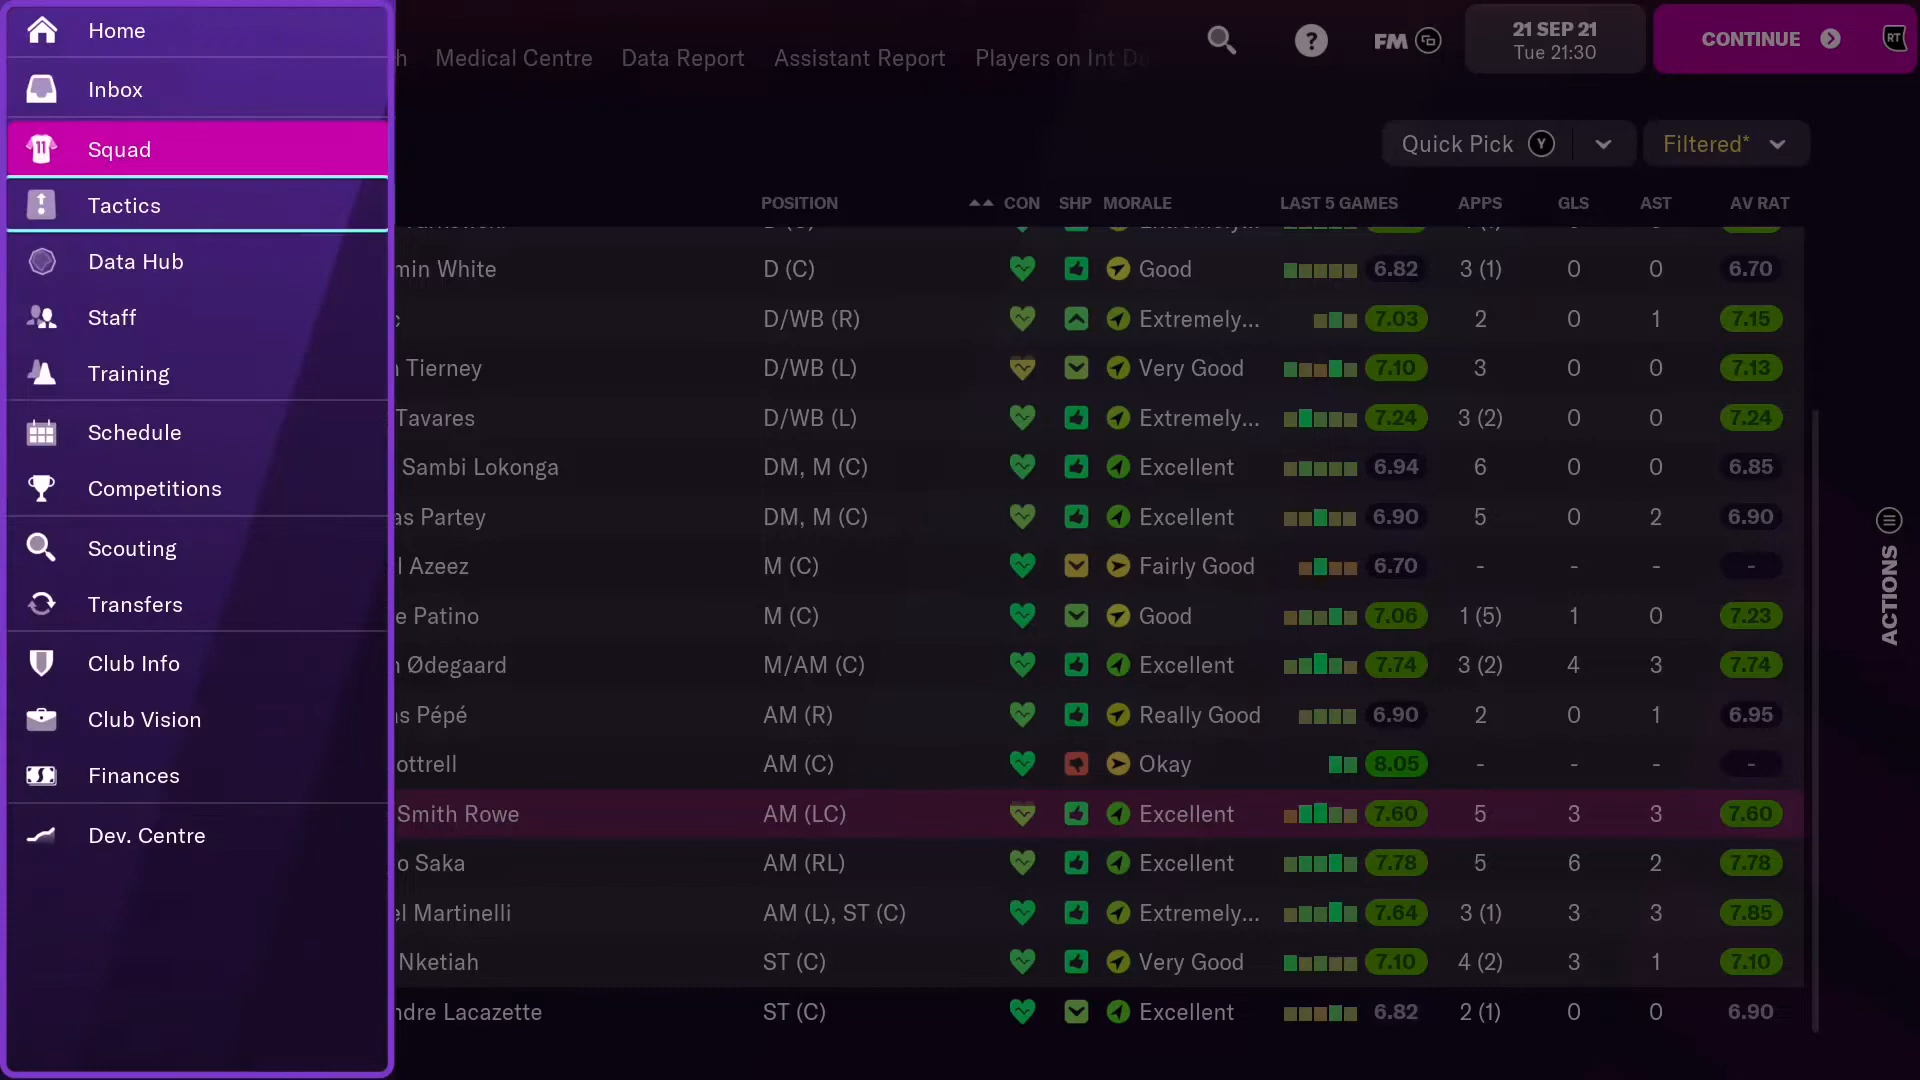 Home
Inbox
Squad
Tactics
Data Hub
Staff
Training
Schedule
Competitions
Scouting
Transfers
Club Info
Club Vision
Finances
Dev. Centre
Medical Centre Data Report Assistant Report Players on Int
? FM
21 SEP 21
Tue 21:30
CONTINUE RT
Quick Pick Y Filtered*
POSITION CON SHP MORALE LAST 5 GAMES APPS GLS AST AV RAT
min White D (C) Good 6.82 3 (1) 0 0 6.70
c D/WB (R) Extremely... 7.03 2 0 1 7.15
Tierney D/WB (L) Very Good 7.10 3 0 0 7.13
Tavares D/WB (L) Extremely... 7.24 3 (2) 0 0 7.24
Sambi Lokonga DM, M (C) Excellent 6.94 6 0 0 6.85
as Partey DM, M (C) Excellent 6.90 5 0 2 6.90
l Azeez M (C) Fairly Good 6.70 - - - -
e Patino M (C) Good 7.06 1 (5) 1 0 7.23
n Ødegaard M/AM (C) Excellent 7.74 3 (2) 4 3 7.74
as Pépé AM (R) Really Good 6.90 2 0 1 6.95
ottrell AM (C) Okay 8.05 - - - -
Smith Rowe AM (LC) Excellent 7.60 5 3 3 7.60
o Saka AM (RL) Excellent 7.78 5 6 2 7.78
el Martinelli AM (L), ST (C) Extremely... 7.64 3 (1) 3 3 7.85
Nketiah ST (C) Very Good 7.10 4 (2) 3 1 7.10
ndre Lacazette ST (C) Excellent 6.82 2 (1) 0 0 6.90
ACTIONS